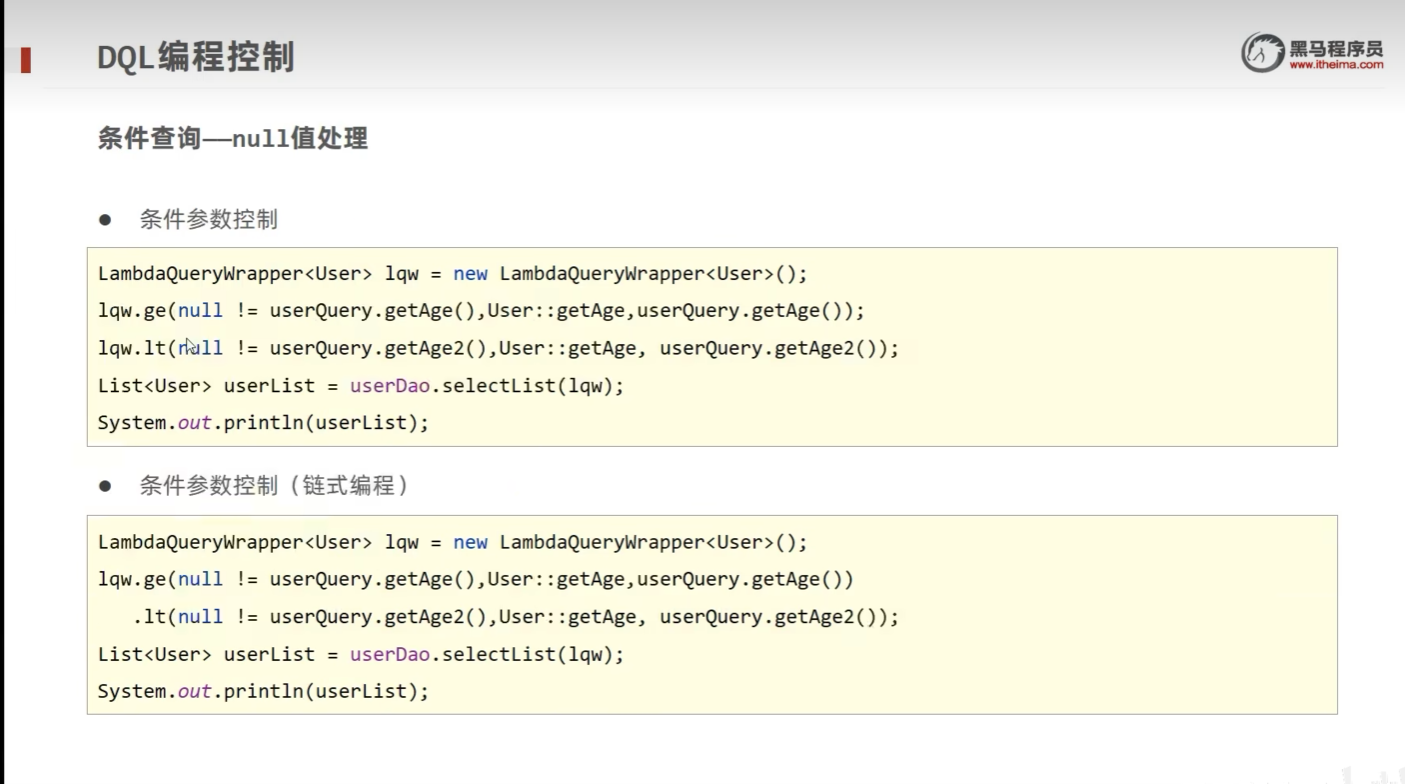 DQL编程控制
黑马程序员
www.itheima.com
条件查询——null值处理
● 条件参数控制
LambdaQueryWrapper<User> lqw = new LambdaQueryWrapper<User>();
lqw.ge(null != userQuery.getAge(),User::getAge,userQuery.getAge());
lqw.lt(null != userQuery.getAge2(),User::getAge, userQuery.getAge2());
List<User> userList = userDao.selectList(lqw);
System.out.println(userList);
● 条件参数控制（链式编程）
LambdaQueryWrapper<User> lqw = new LambdaQueryWrapper<User>();
lqw.ge(null != userQuery.getAge(),User::getAge,userQuery.getAge())
.lt(null != userQuery.getAge2(),User::getAge, userQuery.getAge2());
List<User> userList = userDao.selectList(lqw);
System.out.println(userList);